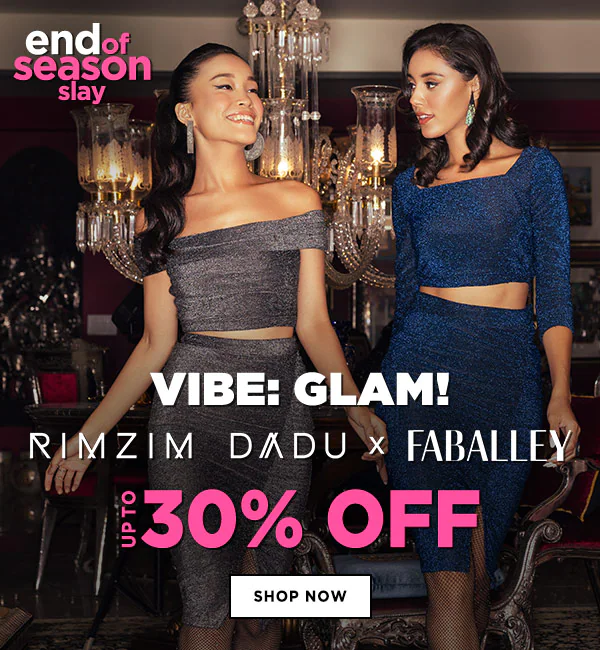 end of
season
slay
VIBE: GLAM!
RIMZIM DADU x FABALLEY
UP TO 30% OFF
SHOP NOW